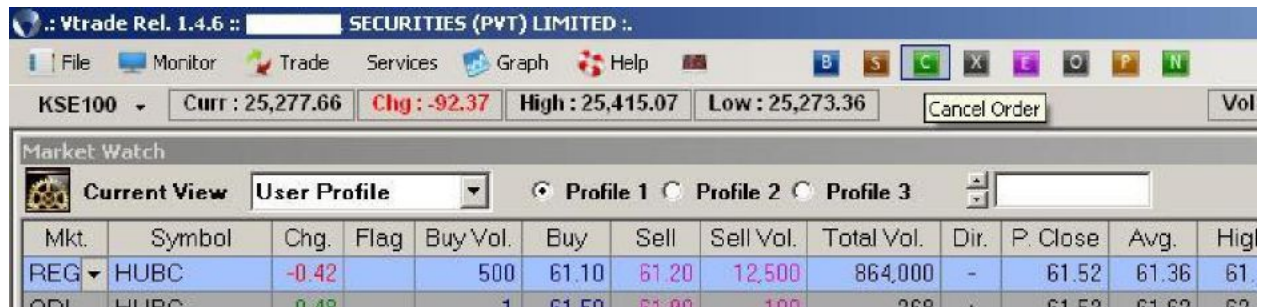 .: Vtrade Rel. 1.4.6 :: SECURITIES (PVT) LIMITED :.
File Monitor Trade Services Graph Help B S C X E O P N
KSE100 Curr : 25,277.66 Chg : -92.37 High : 25,415.07 Low : 25,273.36 Cancel Order Vol
Market Watch
Current View User Profile Profile 1 Profile 2 Profile 3
Mkt. Symbol Chg. Flag Buy Vol. Buy Sell Sell Vol. Total Vol. Dir. P. Close Avg. High
REG HUBC -0.42 500 61.10 61.20 12,500 864,000 - 61.52 61.36 61.
HUBC